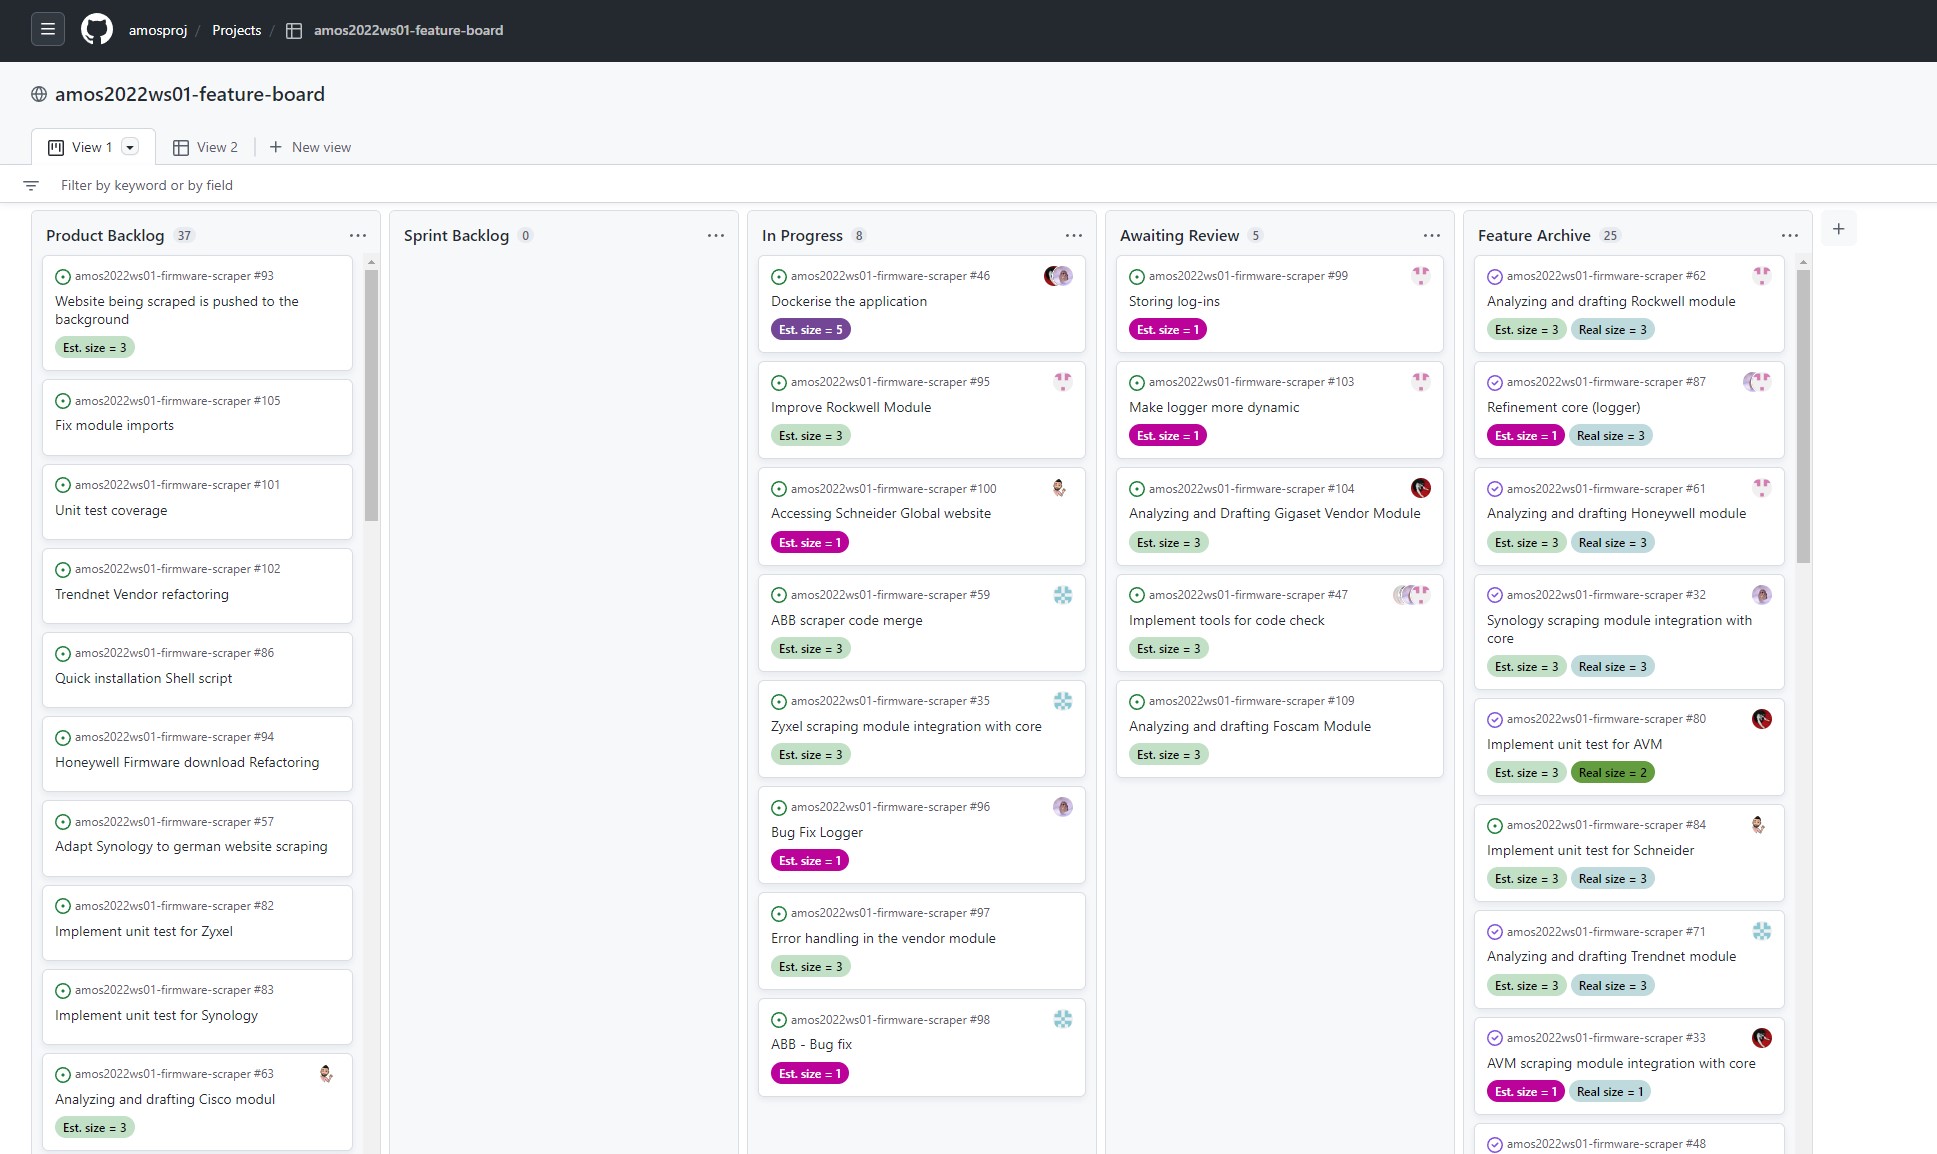 amosproj / Projects / amos2022ws01-feature-board
amos2022ws01-feature-board
View 1
View 2
New view
Filter by keyword or by field
Product Backlog 37
amos2022ws01-firmware-scraper #93
Website being scraped is pushed to the
background
Est. size = 3
amos2022ws01-firmware-scraper #105
Fix module imports
amos2022ws01-firmware-scraper #101
Unit test coverage
amos2022ws01-firmware-scraper #102
Trendnet Vendor refactoring
amos2022ws01-firmware-scraper #86
Quick installation Shell script
amos2022ws01-firmware-scraper #94
Honeywell Firmware download Refactoring
amos2022ws01-firmware-scraper #57
Adapt Synology to german website scraping
amos2022ws01-firmware-scraper #82
Implement unit test for Zyxel
amos2022ws01-firmware-scraper #83
Implement unit test for Synology
amos2022ws01-firmware-scraper #63
Analyzing and drafting Cisco modul
Est. size = 3
Sprint Backlog 0
In Progress 8
amos2022ws01-firmware-scraper #46
Dockerise the application
Est. size = 5
amos2022ws01-firmware-scraper #95
Improve Rockwell Module
Est. size = 3
amos2022ws01-firmware-scraper #100
Accessing Schneider Global website
Est. size = 1
amos2022ws01-firmware-scraper #59
ABB scraper code merge
Est. size = 3
amos2022ws01-firmware-scraper #35
Zyxel scraping module integration with core
Est. size = 3
amos2022ws01-firmware-scraper #96
Bug Fix Logger
Est. size = 1
amos2022ws01-firmware-scraper #97
Error handling in the vendor module
Est. size = 3
amos2022ws01-firmware-scraper #98
ABB - Bug fix
Est. size = 1
Awaiting Review 5
amos2022ws01-firmware-scraper #99
Storing log-ins
Est. size = 1
amos2022ws01-firmware-scraper #103
Make logger more dynamic
Est. size = 1
amos2022ws01-firmware-scraper #104
Analyzing and Drafting Gigaset Vendor Module
Est. size = 3
amos2022ws01-firmware-scraper #47
Implement tools for code check
Est. size = 3
amos2022ws01-firmware-scraper #109
Analyzing and drafting Foscam Module
Est. size = 3
Feature Archive 25
amos2022ws01-firmware-scraper #62
Analyzing and drafting Rockwell module
Est. size = 3 Real size = 3
amos2022ws01-firmware-scraper #87
Refinement core (logger)
Est. size = 1 Real size = 3
amos2022ws01-firmware-scraper #61
Analyzing and drafting Honeywell module
Est. size = 3 Real size = 3
amos2022ws01-firmware-scraper #32
Synology scraping module integration with
core
Est. size = 3 Real size = 3
amos2022ws01-firmware-scraper #80
Implement unit test for AVM
Est. size = 3 Real size = 2
amos2022ws01-firmware-scraper #84
Implement unit test for Schneider
Est. size = 3 Real size = 3
amos2022ws01-firmware-scraper #71
Analyzing and drafting Trendnet module
Est. size = 3 Real size = 3
amos2022ws01-firmware-scraper #33
AVM scraping module integration with core
Est. size = 1 Real size = 1
amos2022ws01-firmware-scraper #48